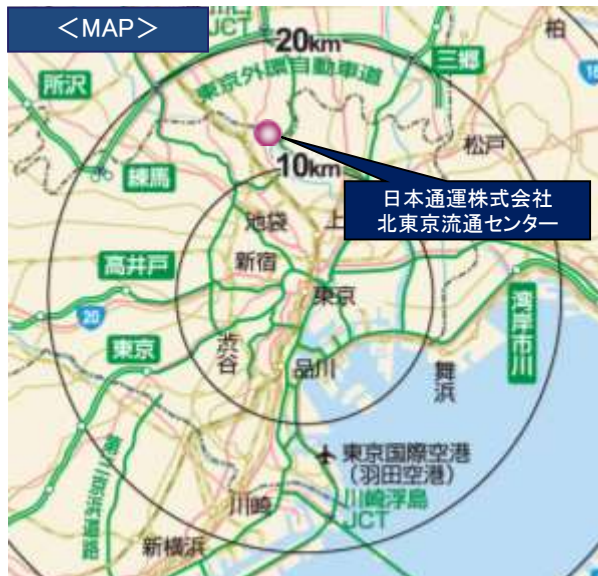 <MAP>
JCT
20km
柏
三郷
所沢
東京外環自動車道
松戸
練馬
10km
日本通運株式会社
北東京流通センター
池袋
上
新宿
高井戸
東京
湾岸市川
20
東京
渋谷
品川
舞浜
東京国際空港
(羽田空港)
川崎浮島
JCT
川崎
新横浜